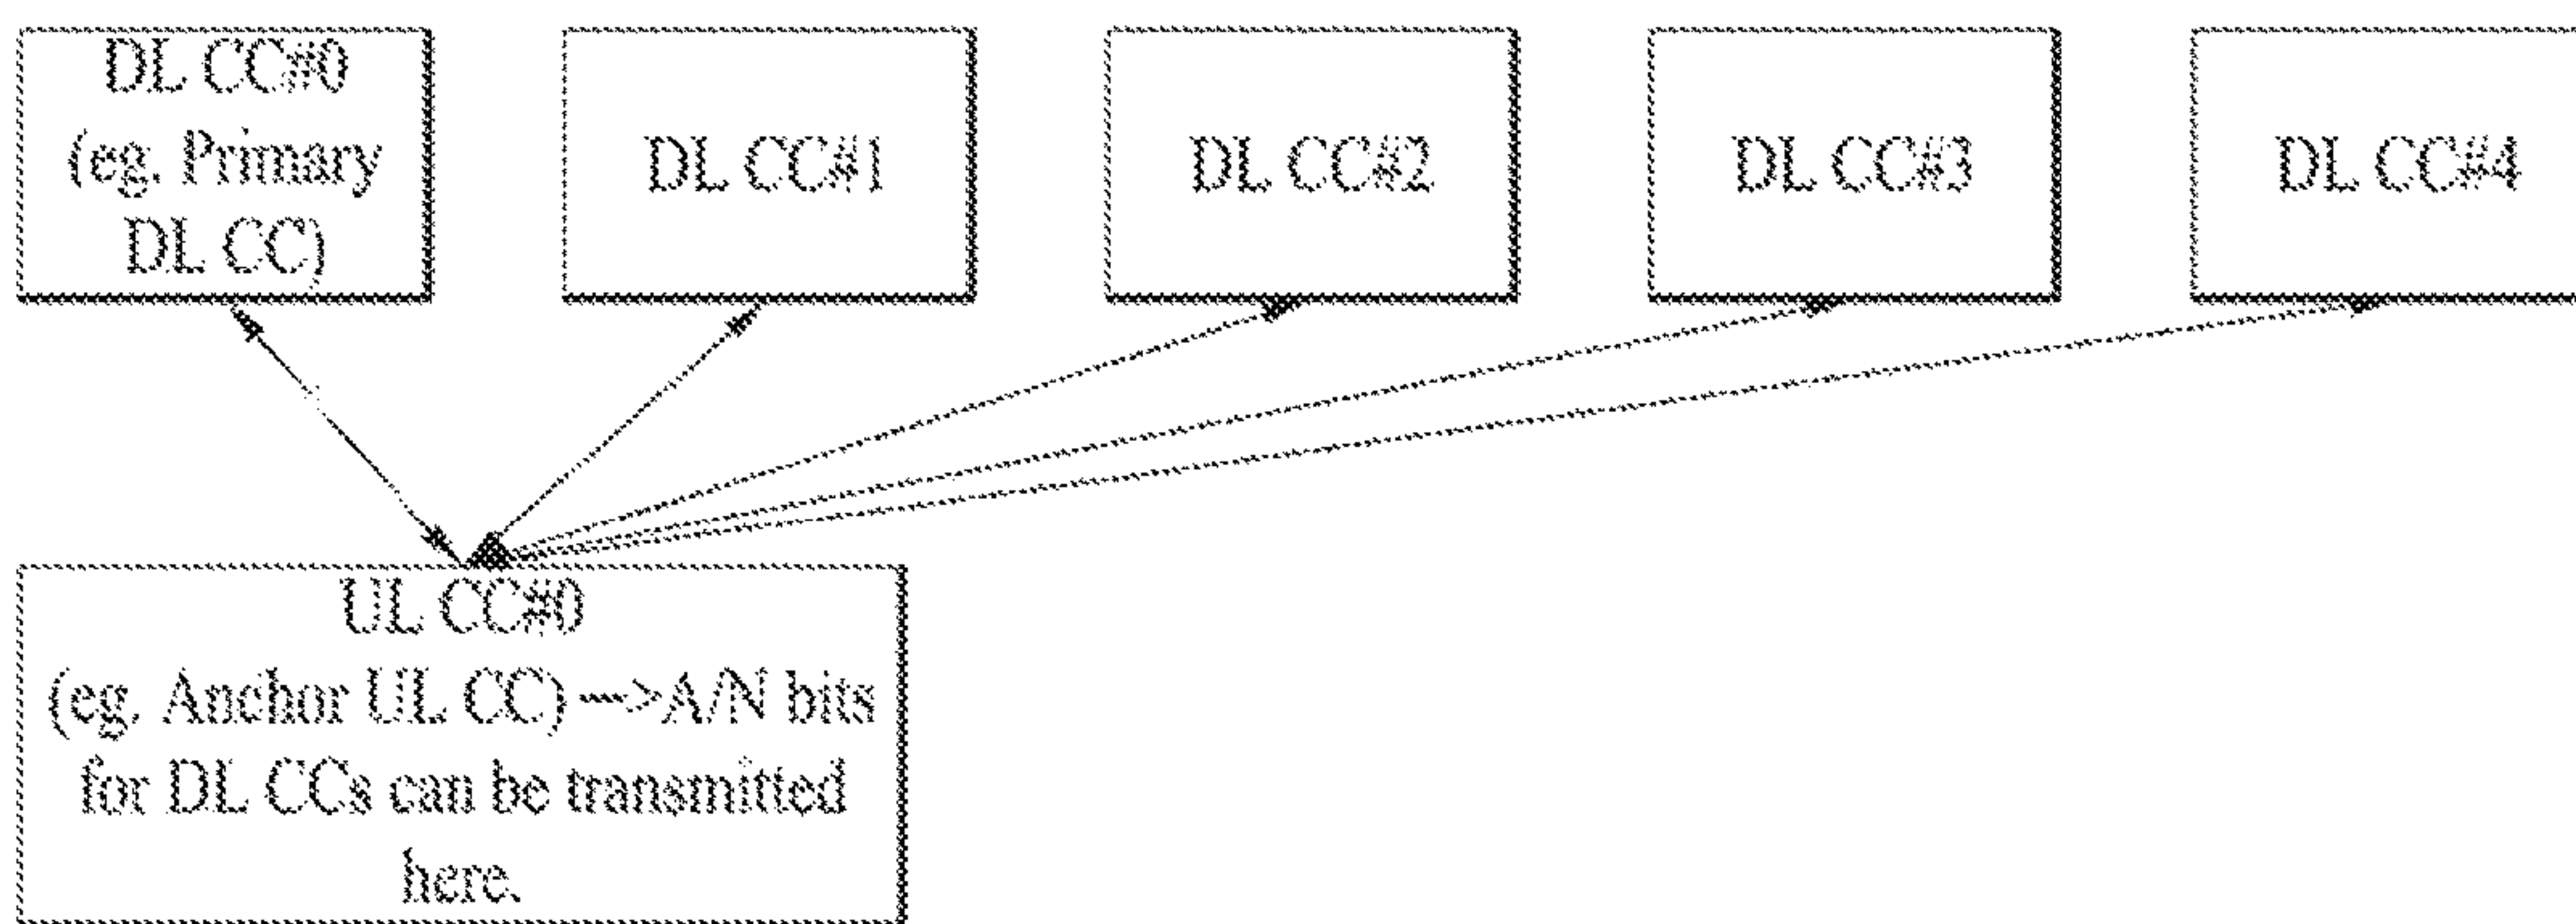 DL CC#0
(eg. Primary
DL CC)
DL CC#1
DL CC#2
DL CC#3
DL CC#4
UL CC#0
(eg. Anchor UL CC) --->A/N bits
for DL CCs can be transmitted
here.